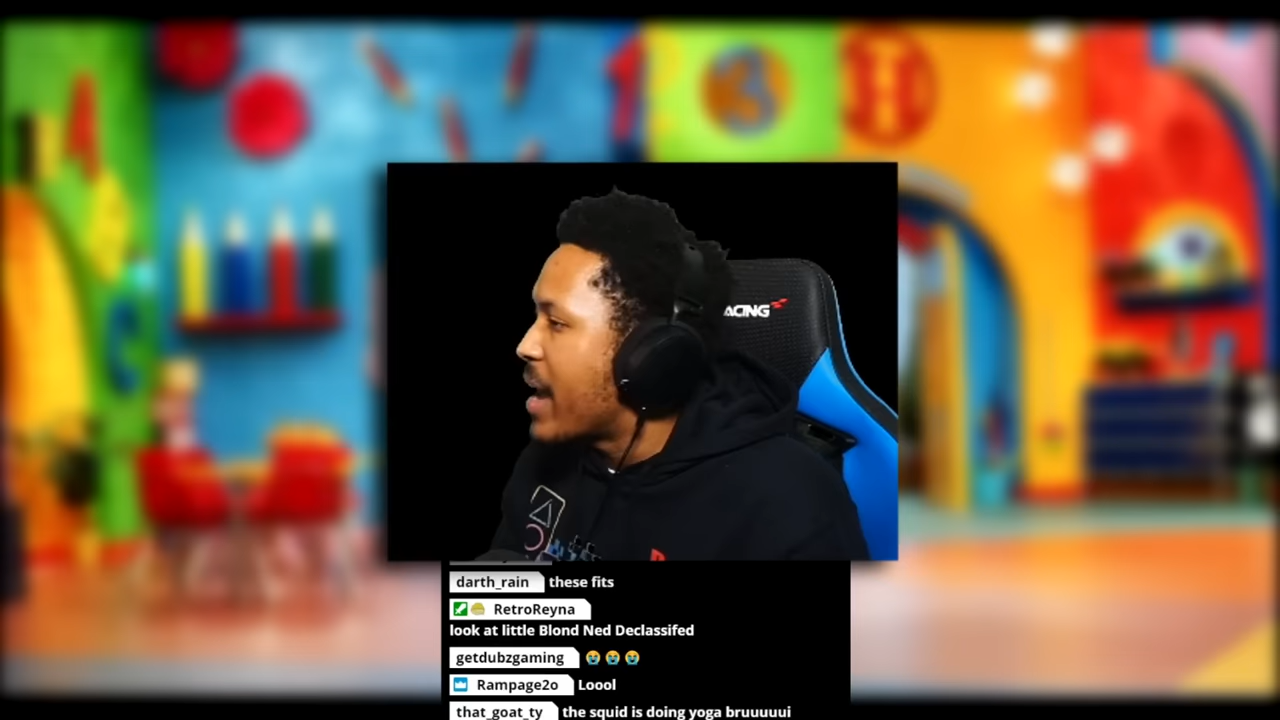 ACING
darth_rain these fits
RetroReyna
look at little Blond Ned Declassifed
getdubzgaming 😭😭😭
Rampage2o Loool
that_goat_ty the squid is doing yoga bruuuuui